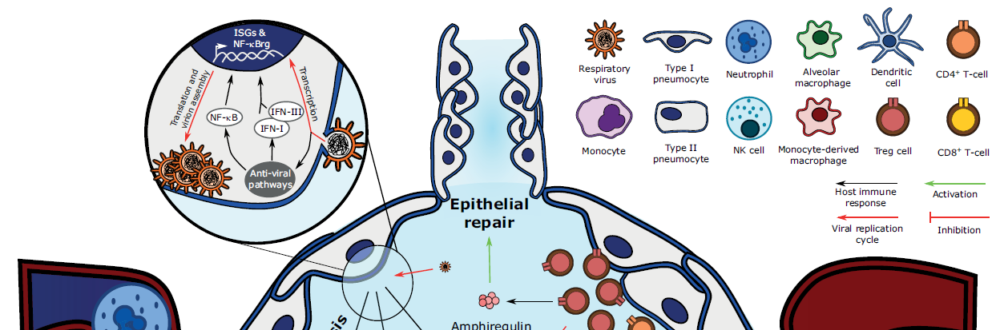 ISGs &
NF-κBrg
Translation and
virion assembly
Transcription
NF-κB
IFN-III
IFN-I
Anti-viral
pathways
Epithelial
repair
Amphiregulin
sis
Respiratory
virus
Type I
pneumocyte
Neutrophil
Alveolar
macrophage
Dendritic
cell
CD4+ T-cell
Monocyte
Type II
pneumocyte
NK cell
Monocyte-derived
macrophage
Treg cell
CD8+ T-cell
Host immune
response
Activation
Viral replication
cycle
Inhibition